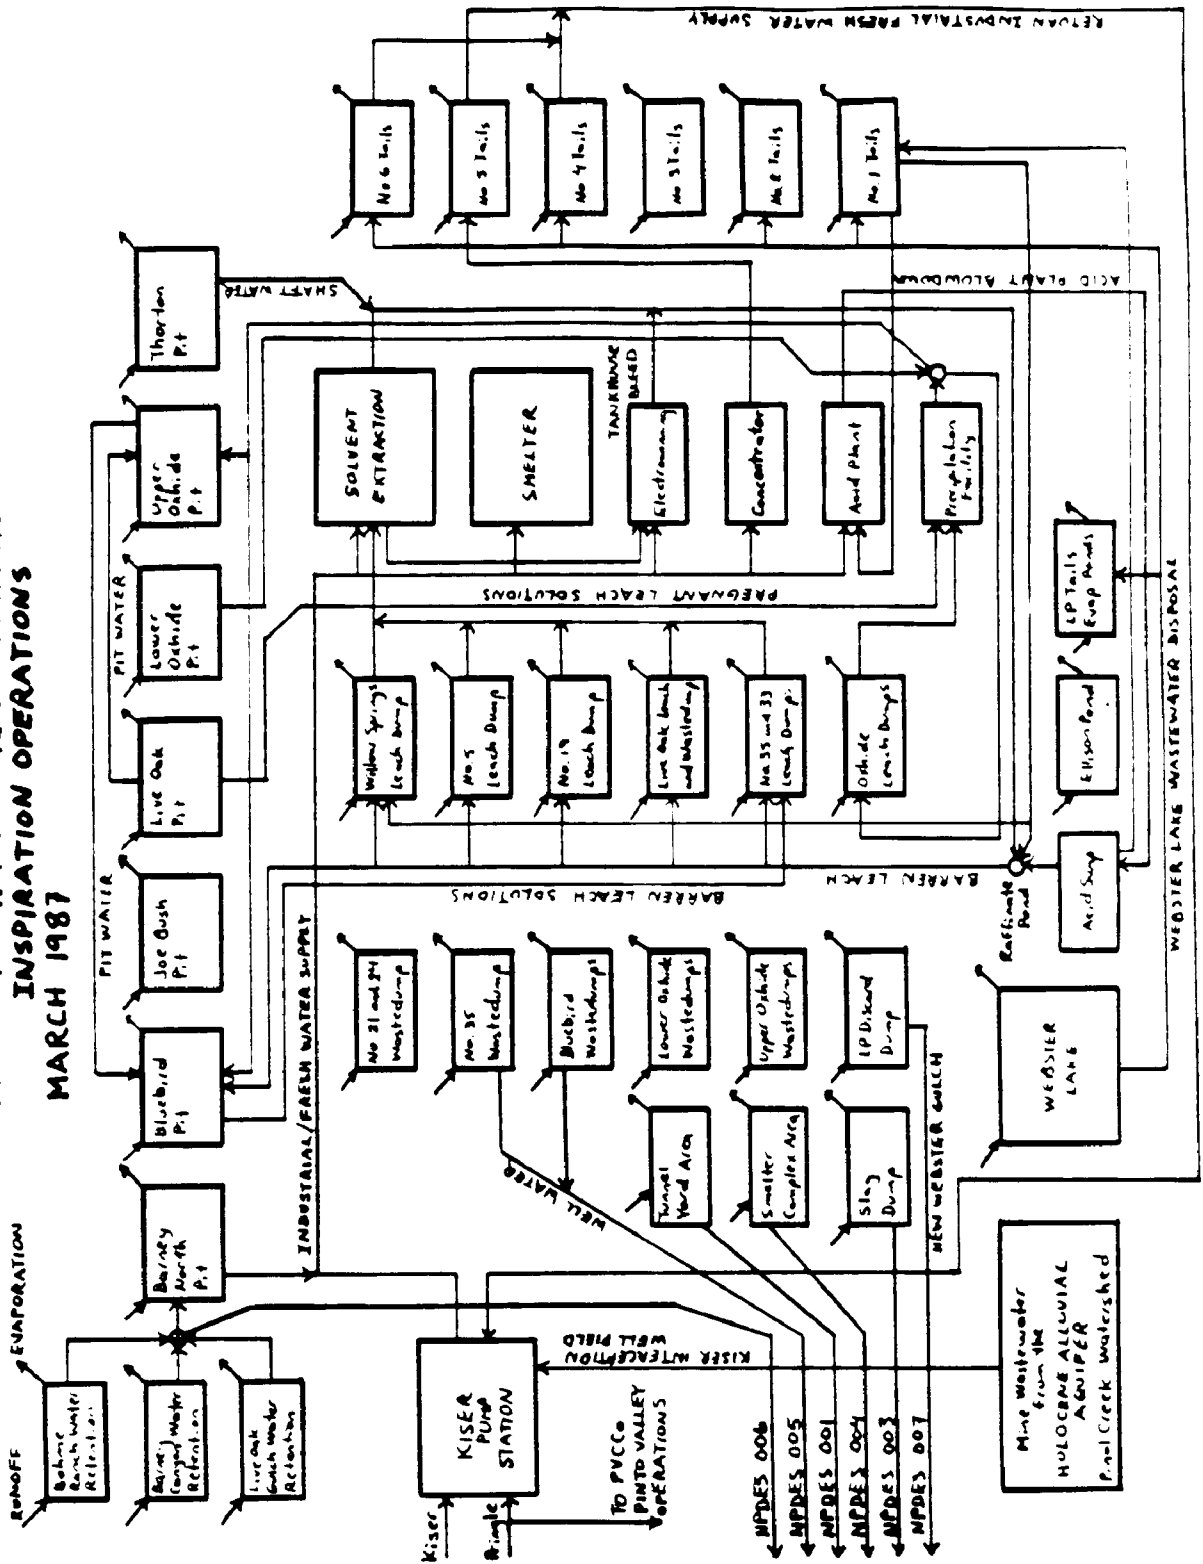 INSPIRATION OPERATIONS
MARCH 1987
RUNOFF
EVAPORATION
Bohme
Ranch Water
Retention
Barney
Canyon Water
Retention
Live Oak
Gulch Water
Retention
Barney
North
Pit
Bluebird
Pit
Joe Bush
Pit
Live Oak
Pit
Lower
Oxhide
Pit
Upper
Oxhide
Pit
Thorton
Pit
PIT WATER
PIT WATER
SHAFT WATER
INDUSTRIAL/FRESH WATER SUPPLY
KISER
PUMP
STATION
Kiser
Pringle
TO PVCCo
PINTO VALLEY
OPERATIONS
KISER INTERCEPTION
WELL FIELD
No 21 and 24
Wastedump
No. 35
Wastedump
Bluebird
Wastedumps
Lower Oxhide
Wastedumps
Upper Oxhide
Wastedumps
LP Discard
Dump
Tunnel
Yard Area
Smelter
Complex Area
Slag
Dump
WELL WATER
NEW WEBSTER GULCH
NPDES 006
NPDES 005
NPDES 001
NPDES 004
NPDES 003
NPDES 007
Mine Wastewater
from the
HOLOCENE ALLUVIAL
AQUIFER
Pinal Creek Watershed
WEBSTER
LAKE
BARREN LEACH SOLUTIONS
BARREN LEACH
Raffinate
Pond
Acid Sump
Ellison Pond
LP Tails
Evap Ponds
Willow Springs
Leach Dump
No. 5
Leach Dump
No. 19
Leach Dump
Live Oak Leach
and Wastedump
No. 35 and 33
Leach Dumps
Oxhide
Leach Dumps
PREGNANT LEACH SOLUTIONS
SOLVENT
EXTRACTION
SMELTER
Electrowinning
Concentrator
Acid Plant
Precipitation
Facility
TANKHOUSE
BLEED
ACID PLANT BLOWDOWN
WEBSTER LAKE WASTEWATER DISPOSAL
No 6 Tails
No 5 Tails
No 4 Tails
No 3 Tails
No. 2 Tails
No. 1 Tails
RETURN INDUSTRIAL FRESH WATER SUPPLY